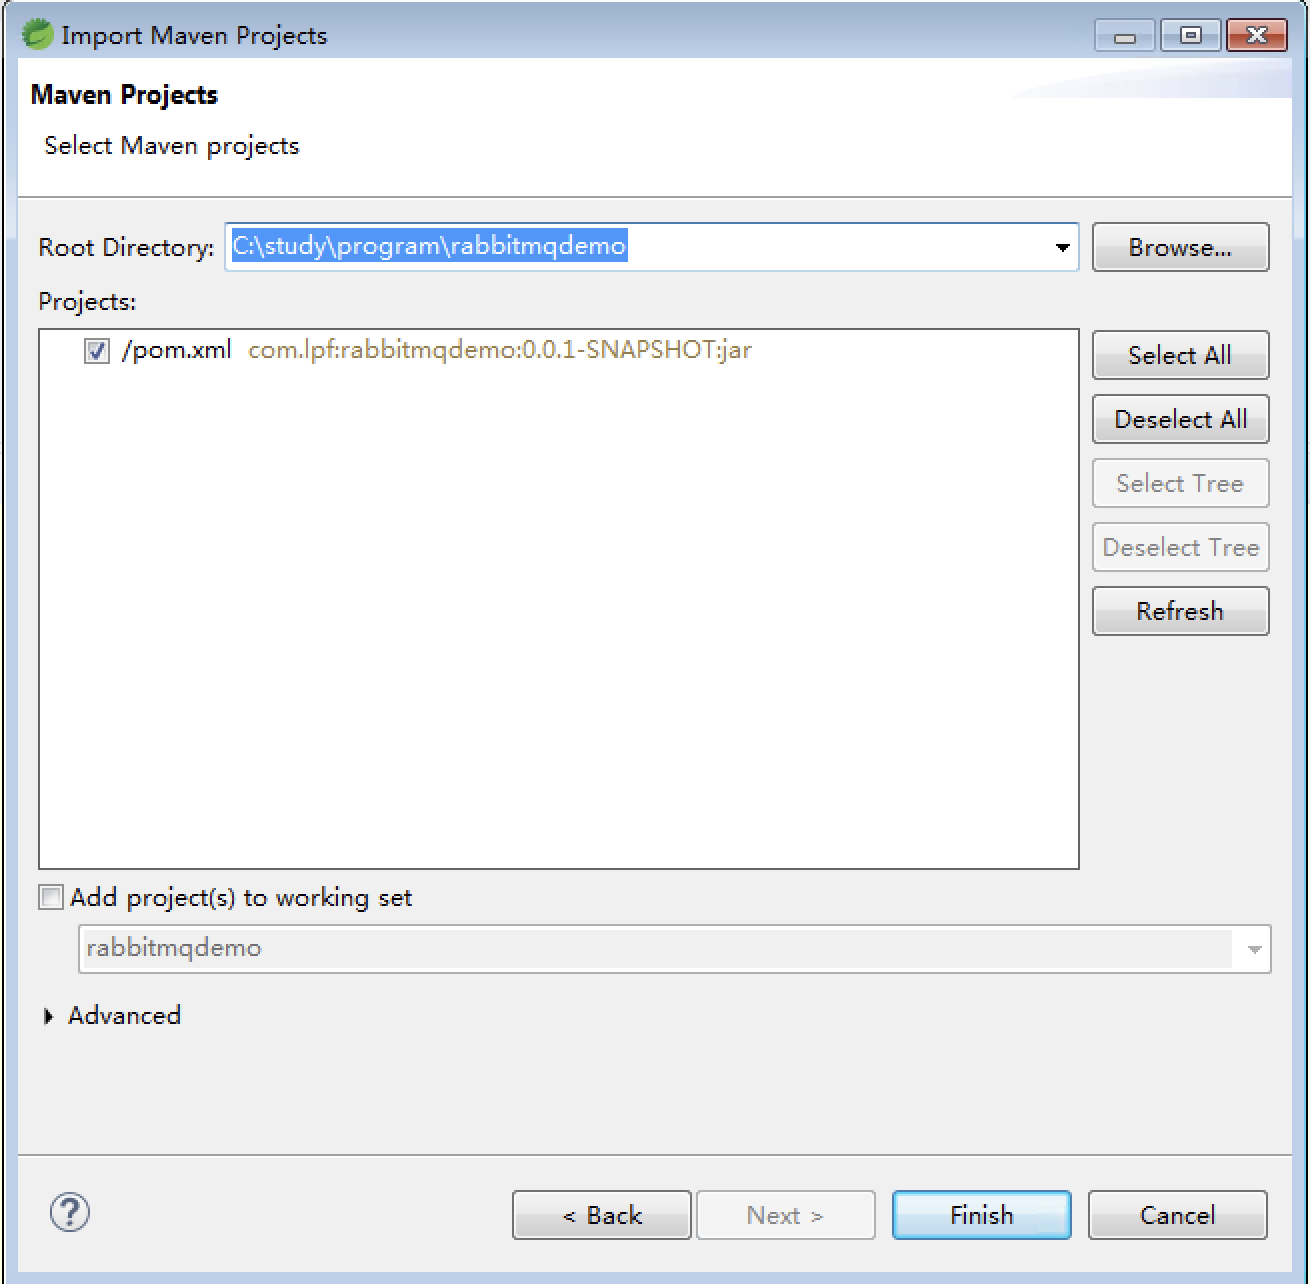 Import Maven Projects
Maven Projects
Select Maven projects
Root Directory: C:\study\program\rabbitmqdemo Browse...
Projects:
/pom.xml com.lpf:rabbitmqdemo:0.0.1-SNAPSHOT:jar
Select All
Deselect All
Select Tree
Deselect Tree
Refresh
Add project(s) to working set
rabbitmqdemo
Advanced
? < Back Next > Finish Cancel